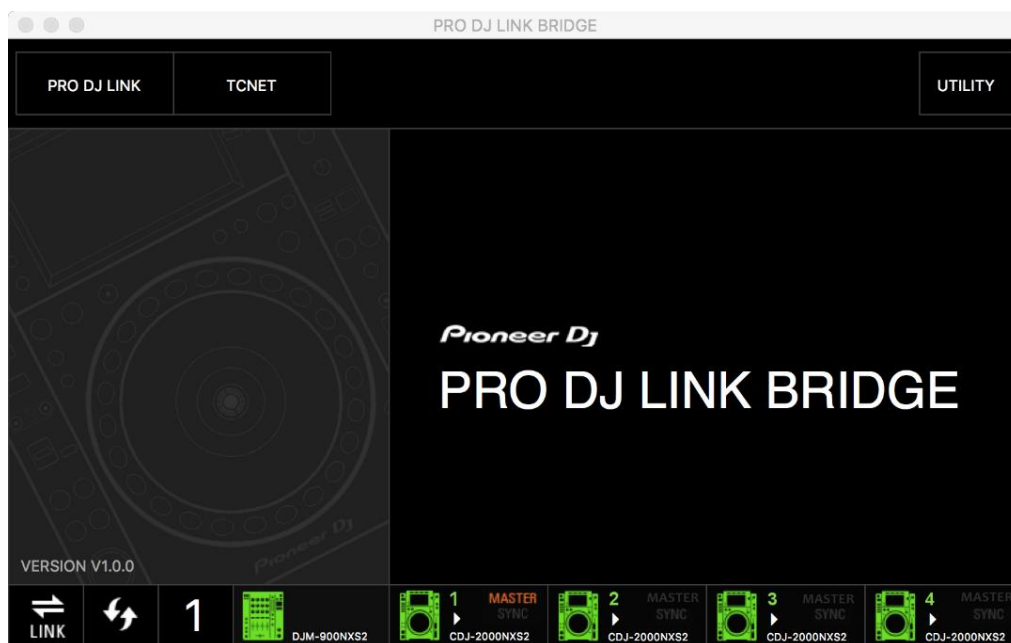 PRO DJ LINK BRIDGE
PRO DJ LINK
TCNET
UTILITY
Pioneer Dj
PRO DJ LINK BRIDGE
Pioneer Dj
VERSION V1.0.0
LINK
1
DJM-900NXS2
1 MASTER
SYNC
CDJ-2000NXS2
2 MASTER
SYNC
CDJ-2000NXS2
3 MASTER
SYNC
CDJ-2000NXS2
4 MASTER
SYNC
CDJ-2000NXS2